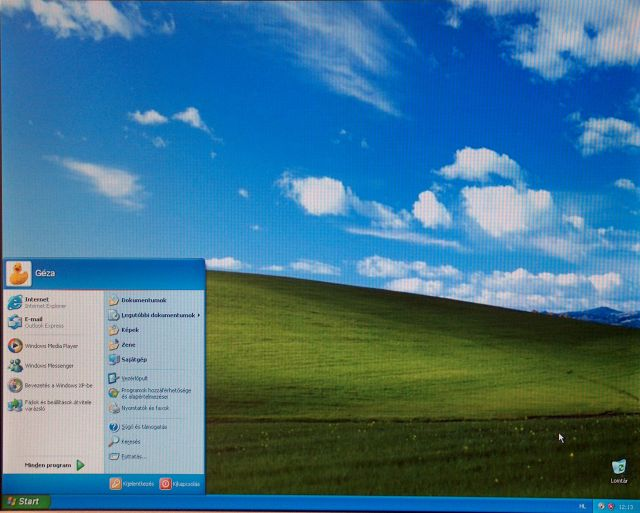 Géza
Internet
Internet Explorer
E-mail
Outlook Express
Windows Media Player
Windows Messenger
Bevezetés a Windows XP-be
Fájlok és beállítások átvitele
varázsló
Minden program
Dokumentumok
Legutóbbi dokumentumok
Képek
Zene
Sajátgép
Vezérlőpult
Programok hozzáférhetősége
és alapértelmezései
Nyomtatók és faxok
Súgó és támogatás
Keresés
Futtatás...
Kijelentkezés
Kikapcsolás
Start
Lomtár
12:13